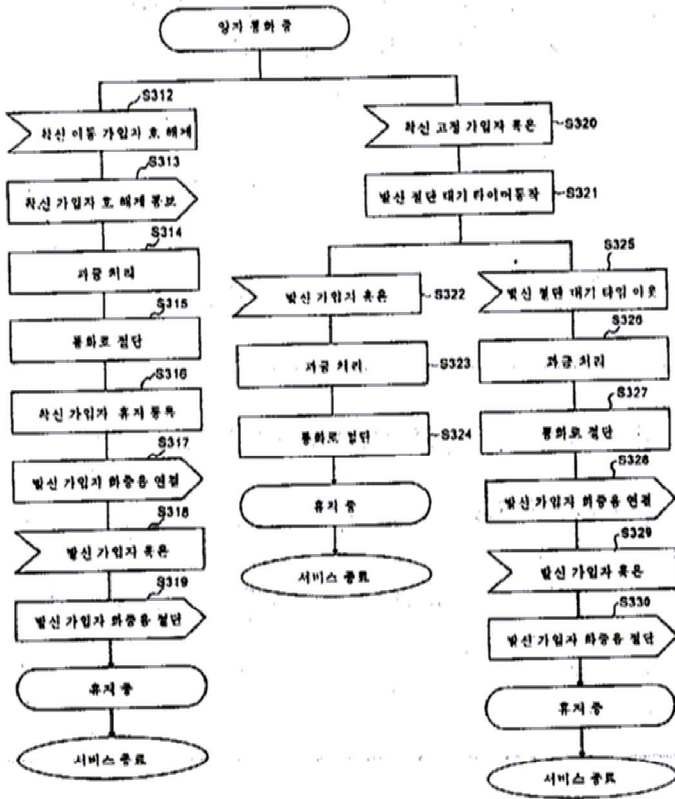 양자 통화 중
S312
착신 이동 가입자 호 해제
S313
착신 가입자 호 해제 통보
S314
과금 처리
S315
통화로 절단
S316
착신 가입자 휴지 등록
S317
발신 가입자 화중음 연결
S318
발신 가입자 혹은
S319
발신 가입자 화중음 절단
휴지 중
서비스 종료
착신 고정 가입자 혹은
S320
발신 절단 대기 타이머동작
S321
발신 가입자 혹은
S322
과금 처리
S323
통화로 절단
S324
휴지 중
서비스 종료
S325
발신 절단 대기 타임 아웃
S326
과금 처리
S327
통화로 절단
S328
발신 가입자 화중음 연결
S329
발신 가입자 혹은
S330
발신 가입자 화중음 절단
휴지 중
서비스 종료